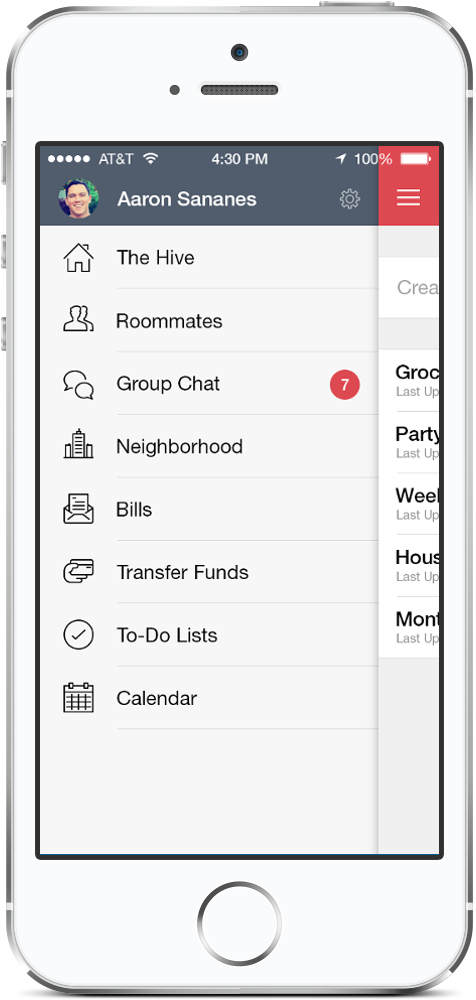 AT&T 4:30 PM 100%
Aaron Sananes
The Hive
Roommates
Group Chat 7
Neighborhood
Bills
Transfer Funds
To-Do Lists
Calendar
Crea
Groc
Last Up
Party
Last Up
Weel
Last Up
Hous
Last Up
Mont
Last Up